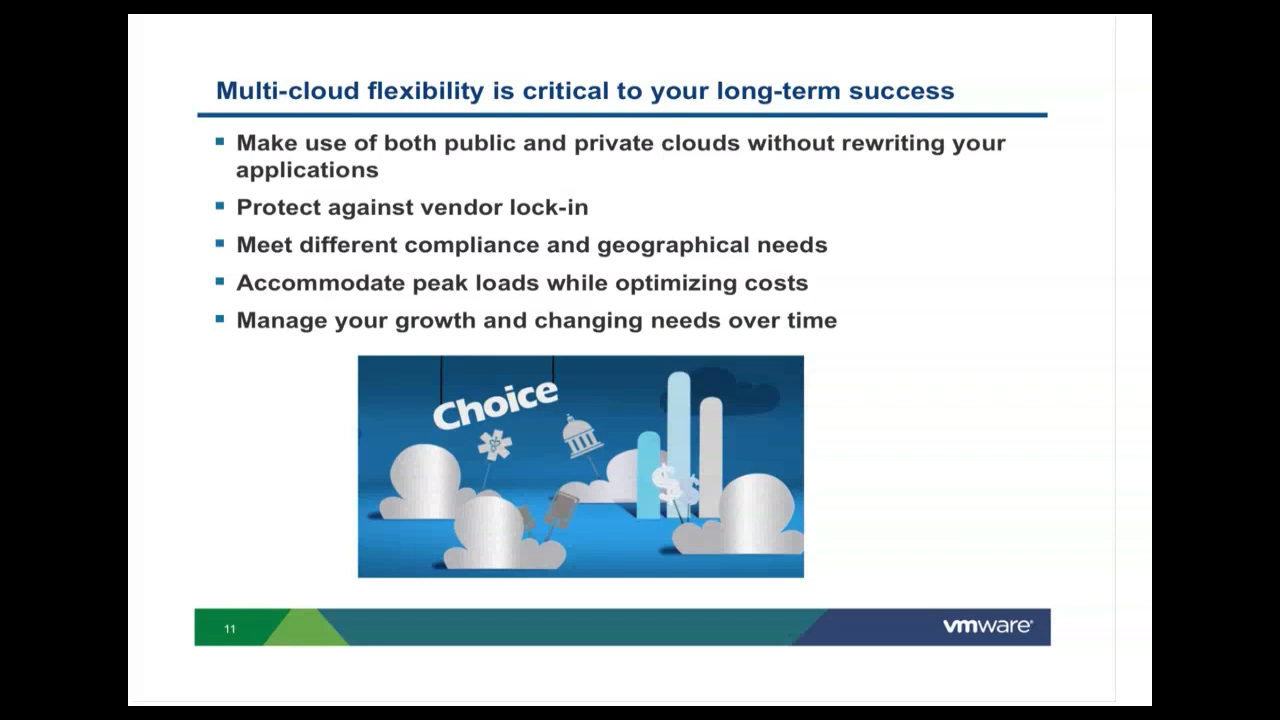 Multi-cloud flexibility is critical to your long-term success
Make use of both public and private clouds without rewriting your
applications
Protect against vendor lock-in
Meet different compliance and geographical needs
Accommodate peak loads while optimizing costs
Manage your growth and changing needs over time
Choice
$ $
11
vmware®